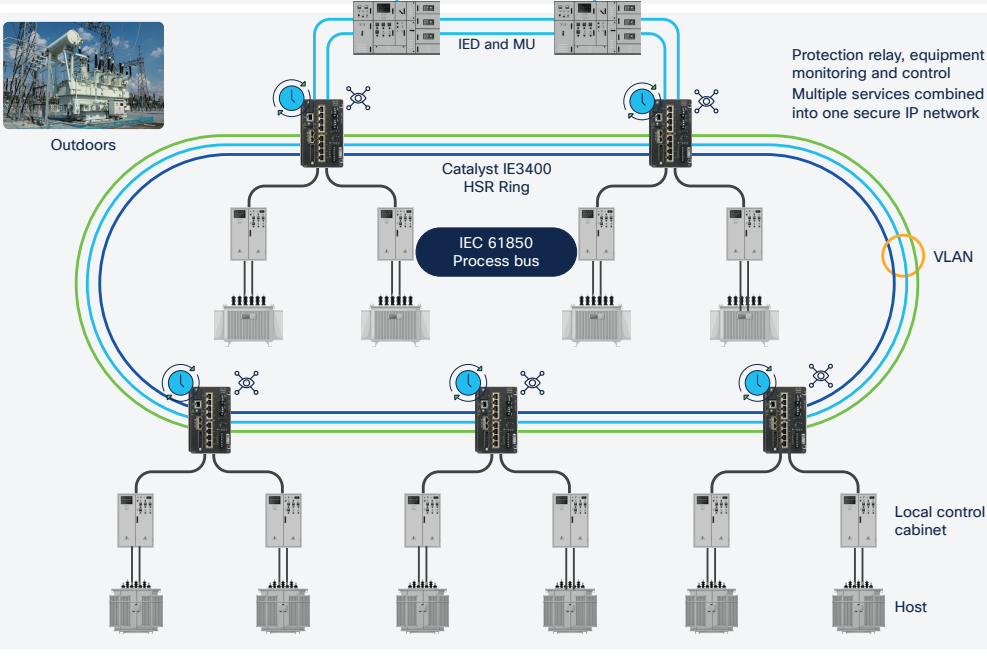 IED and MU
Protection relay, equipment
monitoring and control
Multiple services combined
into one secure IP network
Outdoors
Catalyst IE3400
HSR Ring
IEC 61850
Process bus
VLAN
Local control
cabinet
Host